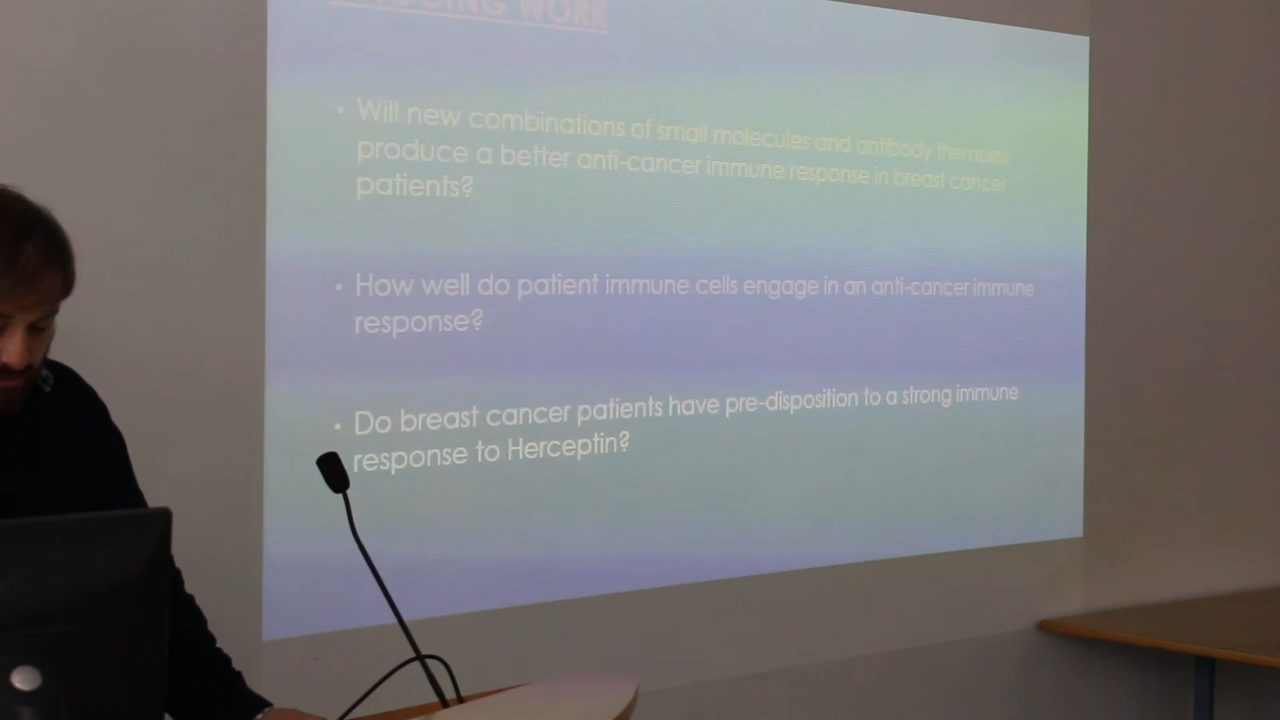 WORK
• Will new combinations of small molecules and antibody therapies
produce a better anti-cancer immune response in breast cancer
patients?
• How well do patient immune cells engage in an anti-cancer immune
response?
• Do breast cancer patients have pre-disposition to a strong immune
response to Herceptin?